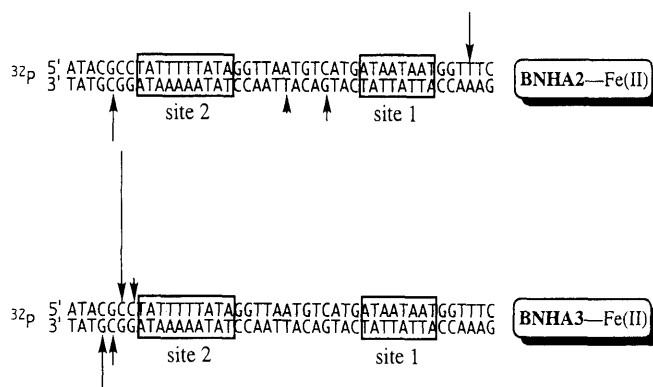 5' ATACGCCTATTTTTATAGGTTAATGTCATGATAATAATGGTTTC
32P
3' TATGCGGATAAAAATATCCAATTACAGTACTATTATTACCAAAG
BNHA2—Fe(II)
site 2 site 1
5' ATACGCCTATTTTTATAGGTTAATGTCATGATAATAATGGTTTC
32P
3' TATGCGGATAAAAATATCCAATTACAGTACTATTATTACCAAAG
BNHA3—Fe(II)
site 2 site 1